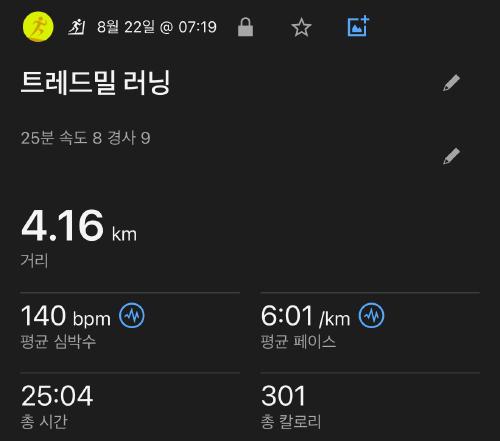 8월 22일 @ 07:19
트레드밀 러닝
25분 속도 8 경사 9
4.16 km
거리
140 bpm
평균 심박수
6:01 /km
평균 페이스
25:04
총 시간
301
총 칼로리